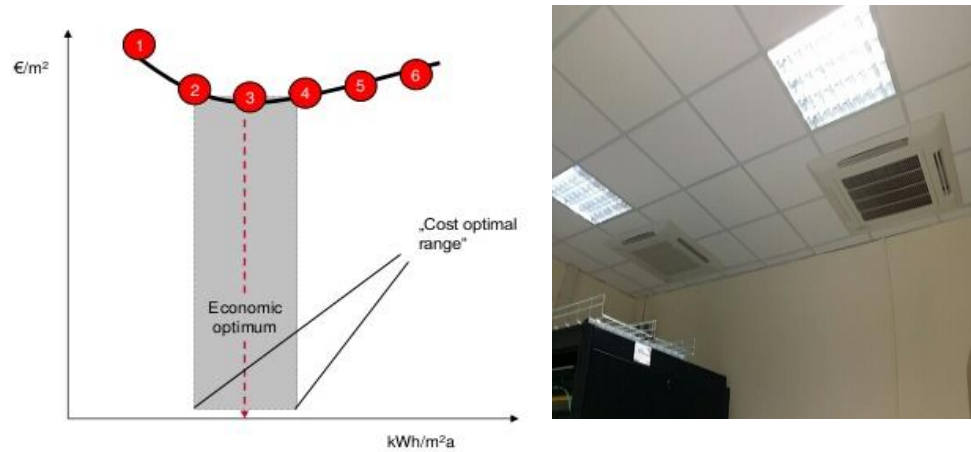 €/m²
1
2
3
4
5
6
„Cost optimal
range“
Economic
optimum
kWh/m²a